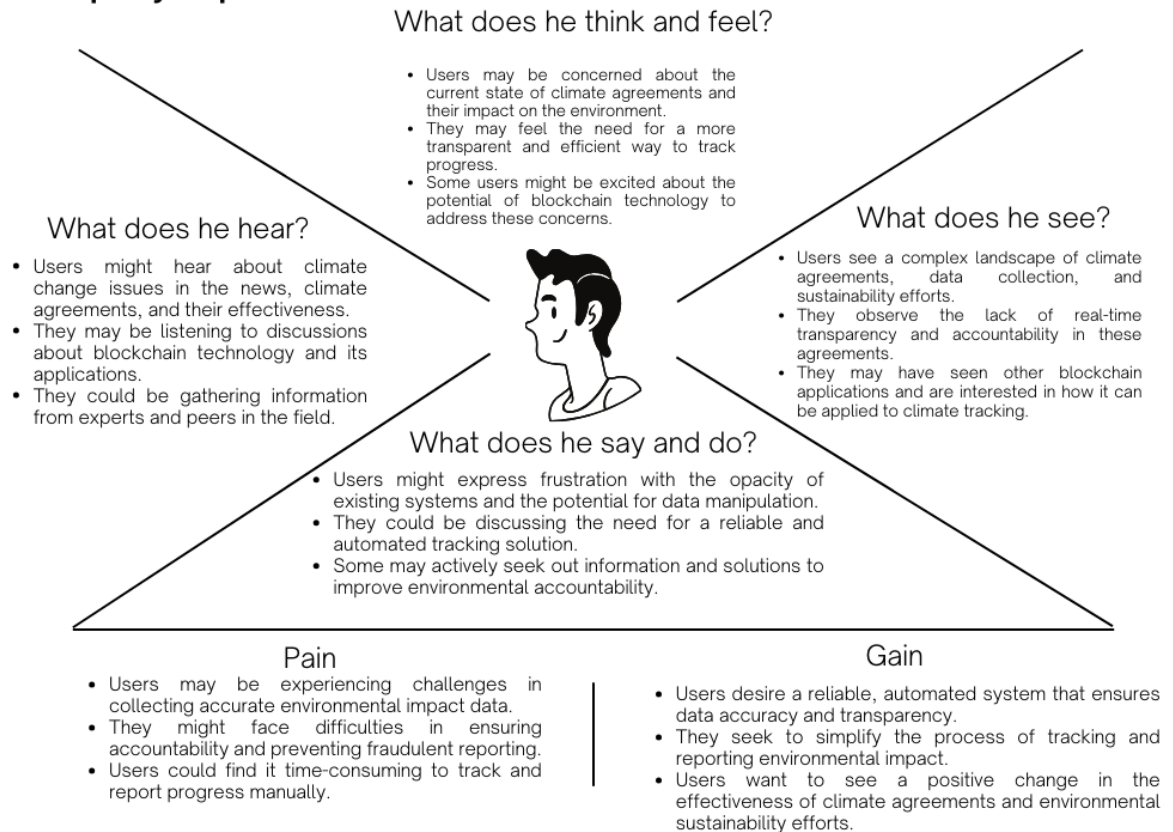 What does he think and feel?
• Users may be concerned about the
current state of climate agreements and
their impact on the environment.
• They may feel the need for a more
transparent and efficient way to track
progress.
• Some users might be excited about the
potential of blockchain technology to
address these concerns.
What does he hear?
• Users might hear about climate
change issues in the news, climate
agreements, and their effectiveness.
• They may be listening to discussions
about blockchain technology and its
applications.
• They could be gathering information
from experts and peers in the field.
What does he see?
• Users see a complex landscape of climate
agreements, data collection, and
sustainability efforts.
• They observe the lack of real-time
transparency and accountability in these
agreements.
• They may have seen other blockchain
applications and are interested in how it can
be applied to climate tracking.
What does he say and do?
• Users might express frustration with the opacity of
existing systems and the potential for data manipulation.
• They could be discussing the need for a reliable and
automated tracking solution.
• Some may actively seek out information and solutions to
improve environmental accountability.
Pain
• Users may be experiencing challenges in
collecting accurate environmental impact data.
• They might face difficulties in ensuring
accountability and preventing fraudulent reporting.
• Users could find it time-consuming to track and
report progress manually.
Gain
• Users desire a reliable, automated system that ensures
data accuracy and transparency.
• They seek to simplify the process of tracking and
reporting environmental impact.
• Users want to see a positive change in the
effectiveness of climate agreements and environmental
sustainability efforts.